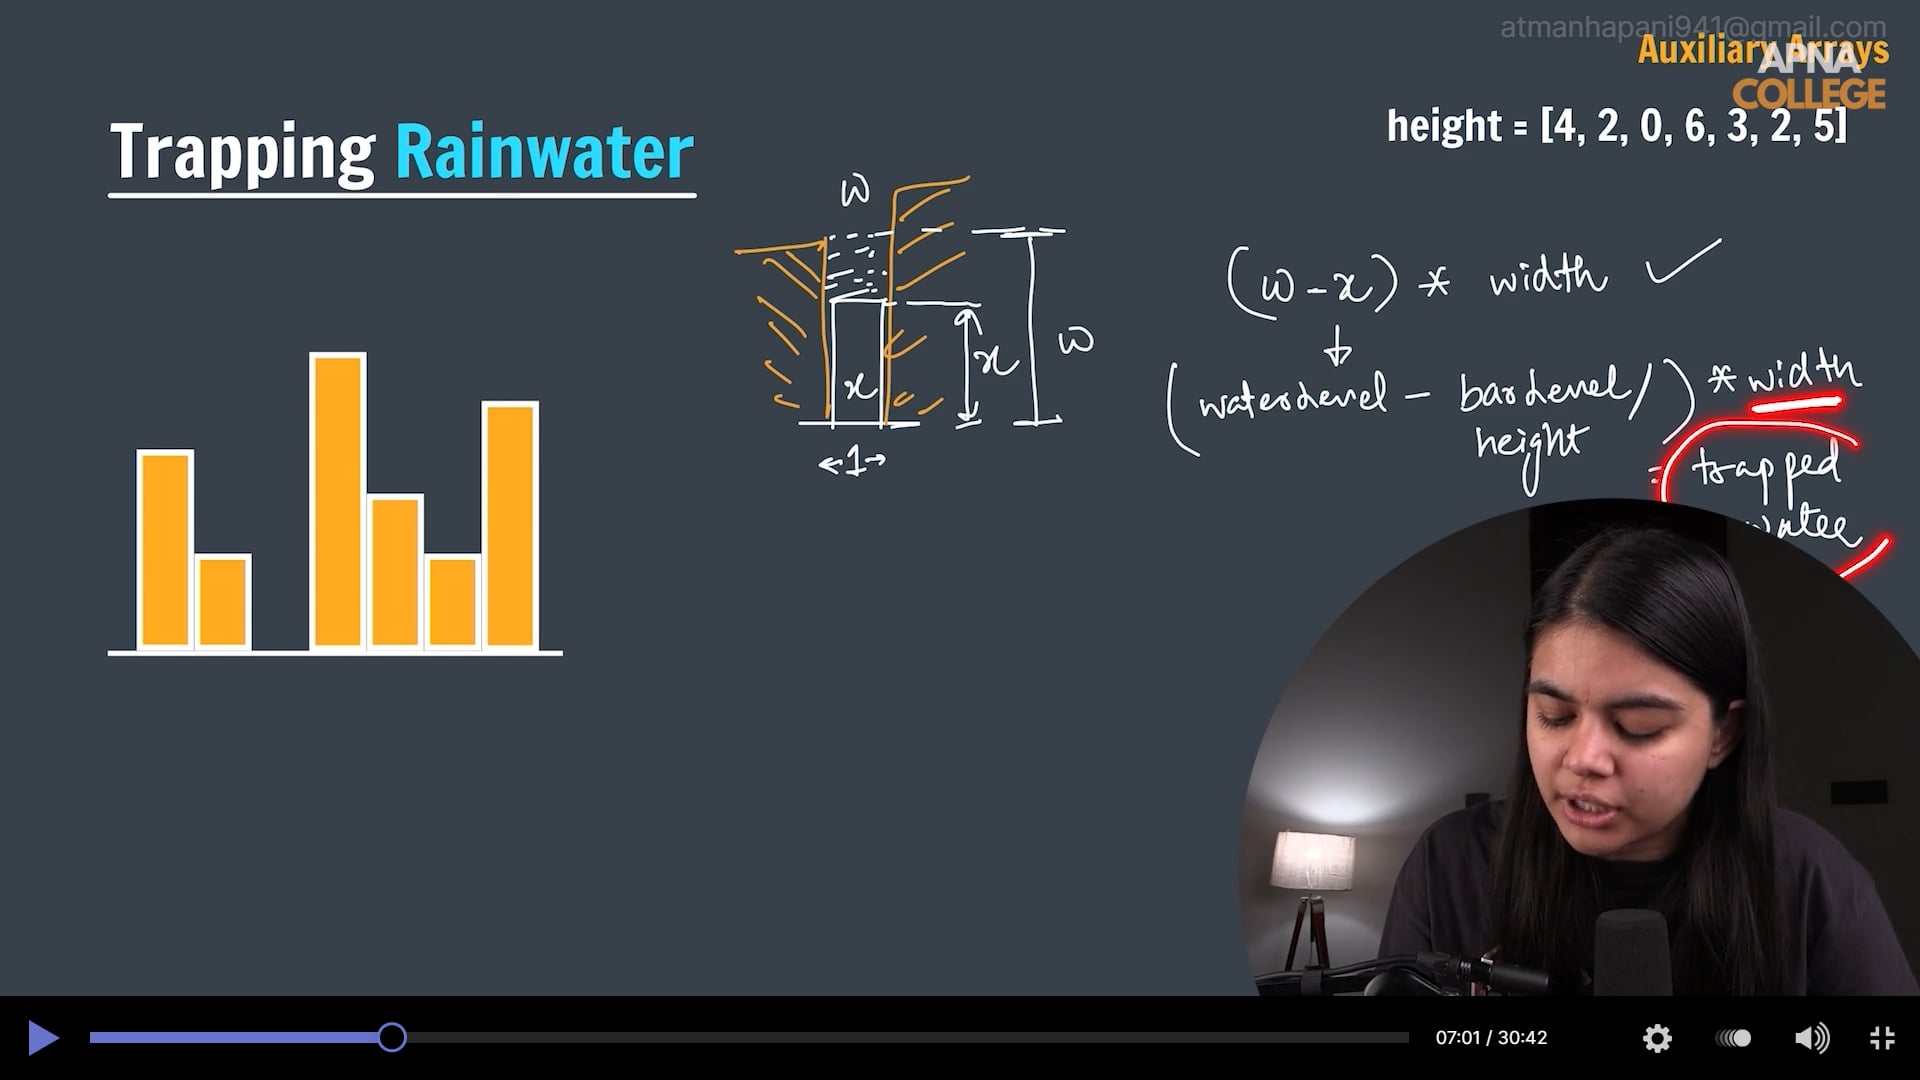 atmanhapani941@gmail.com
Auxiliary Arrays
APNA
COLLEGE
height = [4, 2, 0, 6, 3, 2, 5]
Trapping Rainwater
w
(w-x) * width ✓
w
x
x
↓
(waterlevel - barlevel/) * width
height
= trapped
water
←1→
07:01 / 30:42